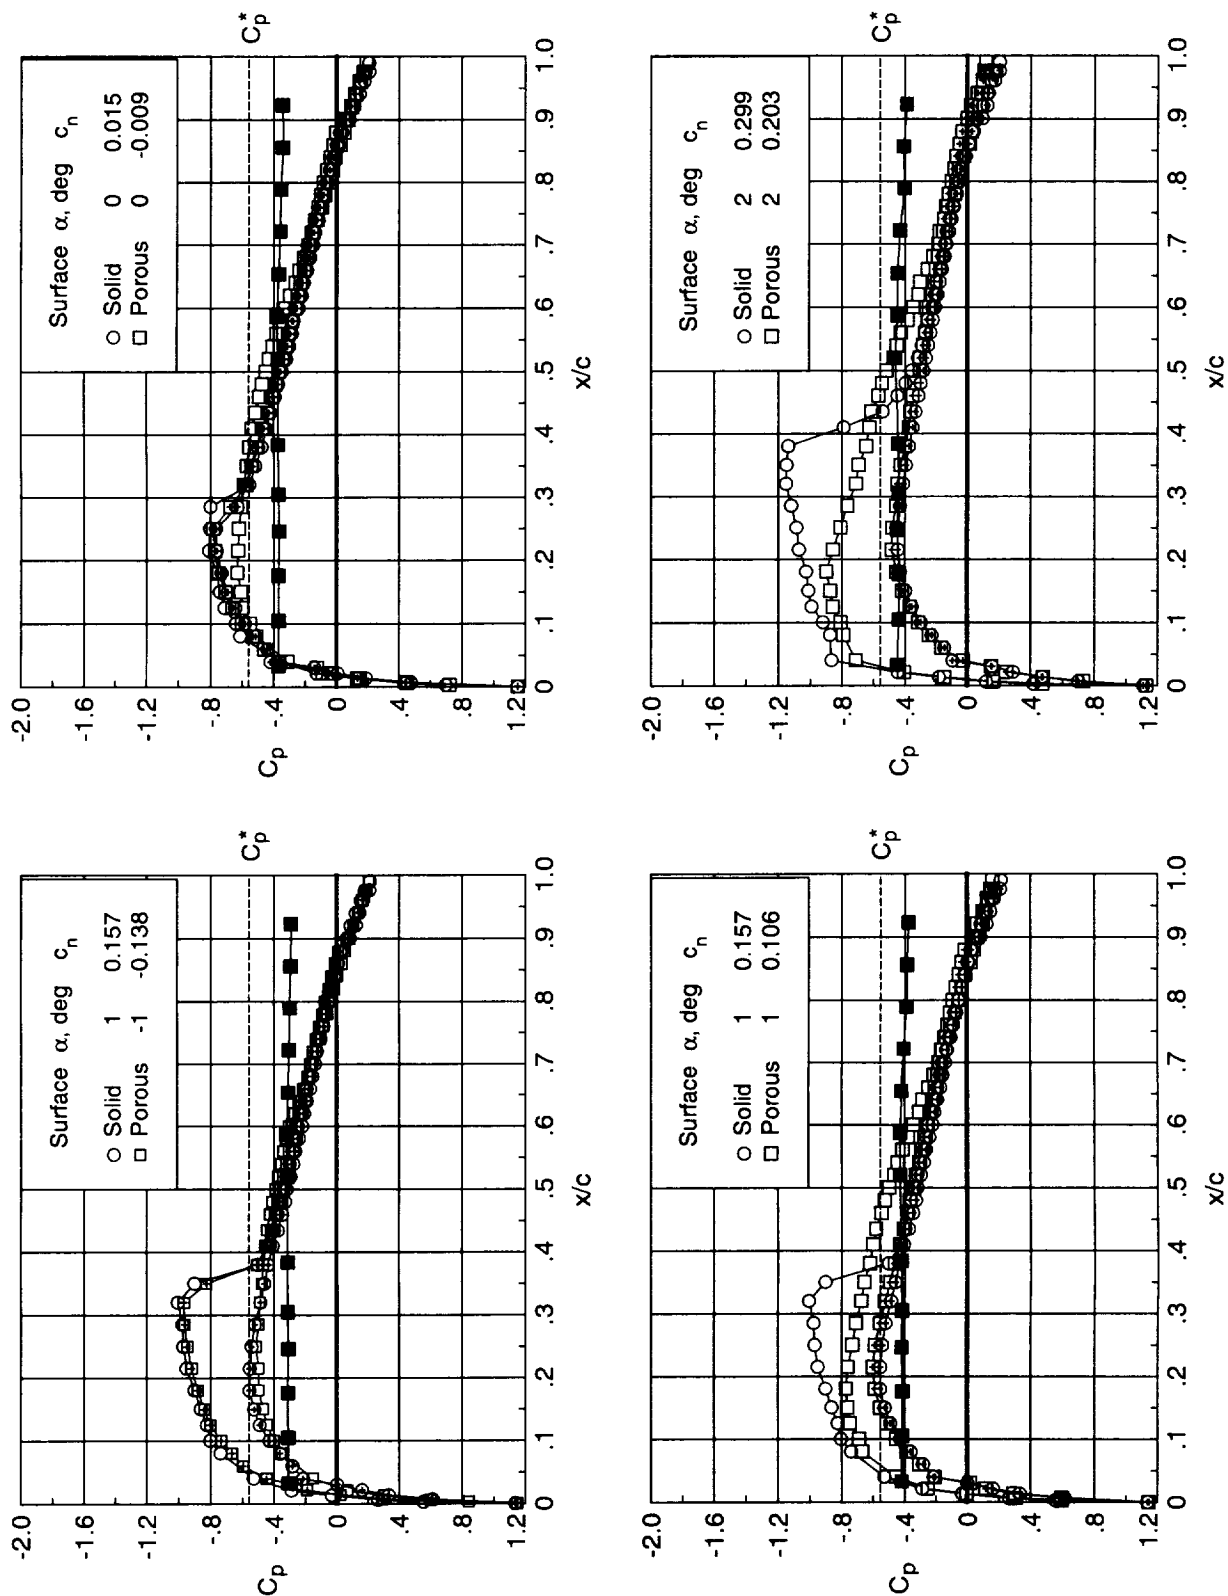 Surface α, deg c_n
Solid 1 0.157
Porous -1 -0.138
-2.0
-1.6
-1.2
-.8
C_p*
-.4
C_p
0
.4
.8
1.2
0 .1 .2 .3 .4 .5 .6 .7 .8 .9 1.0
x/c
Surface α, deg c_n
Solid 0 0.015
Porous 0 -0.009
-2.0
-1.6
-1.2
-.8
C_p*
-.4
C_p
0
.4
.8
1.2
0 .1 .2 .3 .4 .5 .6 .7 .8 .9 1.0
x/c
Surface α, deg c_n
Solid 1 0.157
Porous 1 0.106
-2.0
-1.6
-1.2
-.8
C_p*
-.4
C_p
0
.4
.8
1.2
0 .1 .2 .3 .4 .5 .6 .7 .8 .9 1.0
x/c
Surface α, deg c_n
Solid 2 0.299
Porous 2 0.203
-2.0
-1.6
-1.2
-.8
C_p*
-.4
C_p
0
.4
.8
1.2
0 .1 .2 .3 .4 .5 .6 .7 .8 .9 1.0
x/c